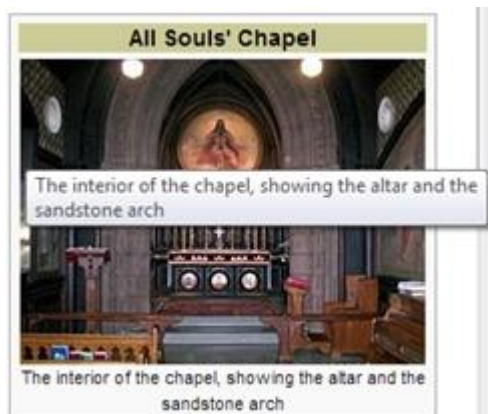 All Souls' Chapel
The interior of the chapel, showing the altar and the
sandstone arch
The interior of the chapel, showing the altar and the
sandstone arch